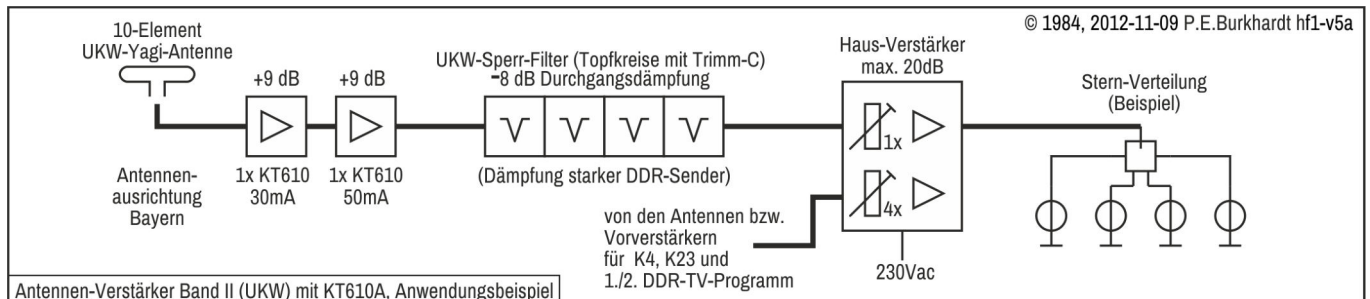 © 1984, 2012-11-09 P.E.Burkhardt hf1-v5a
10-Element
UKW-Yagi-Antenne
+9 dB
+9 dB
UKW-Sperr-Filter (Topfkreise mit Trimm-C)
-8 dB Durchgangsdämpfung
Haus-Verstärker
max. 20dB
Stern-Verteilung
(Beispiel)
1x
4x
Antennen-
ausrichtung
Bayern
1x KT610
30mA
1x KT610
50mA
(Dämpfung starker DDR-Sender)
von den Antennen bzw.
Vorverstärkern
für K4, K23 und
1./2. DDR-TV-Programm
230Vac
Antennen-Verstärker Band II (UKW) mit KT610A, Anwendungsbeispiel